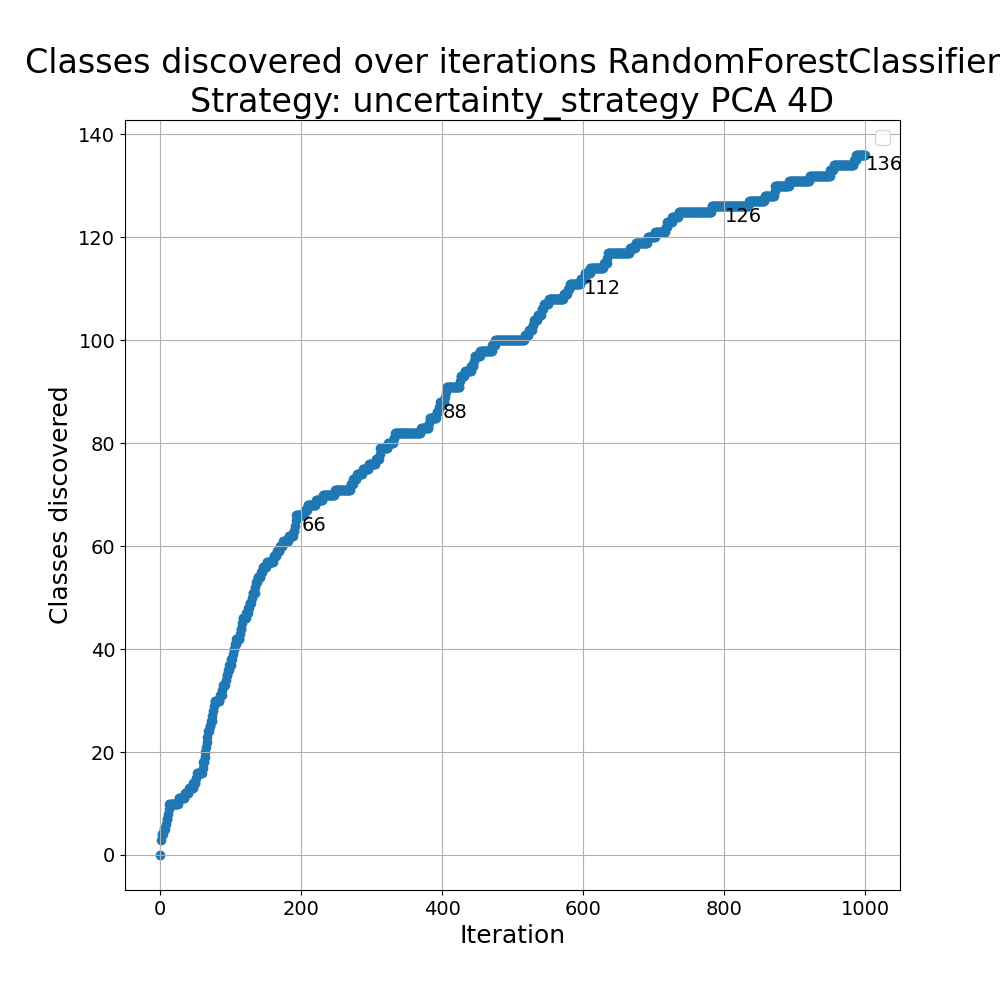 Classes discovered over iterations RandomForestClassifier
Strategy: uncertainty_strategy PCA 4D
140
120
100
80
60
40
20
0
Classes discovered
66
88
112
126
136
0 200 400 600 800 1000
Iteration